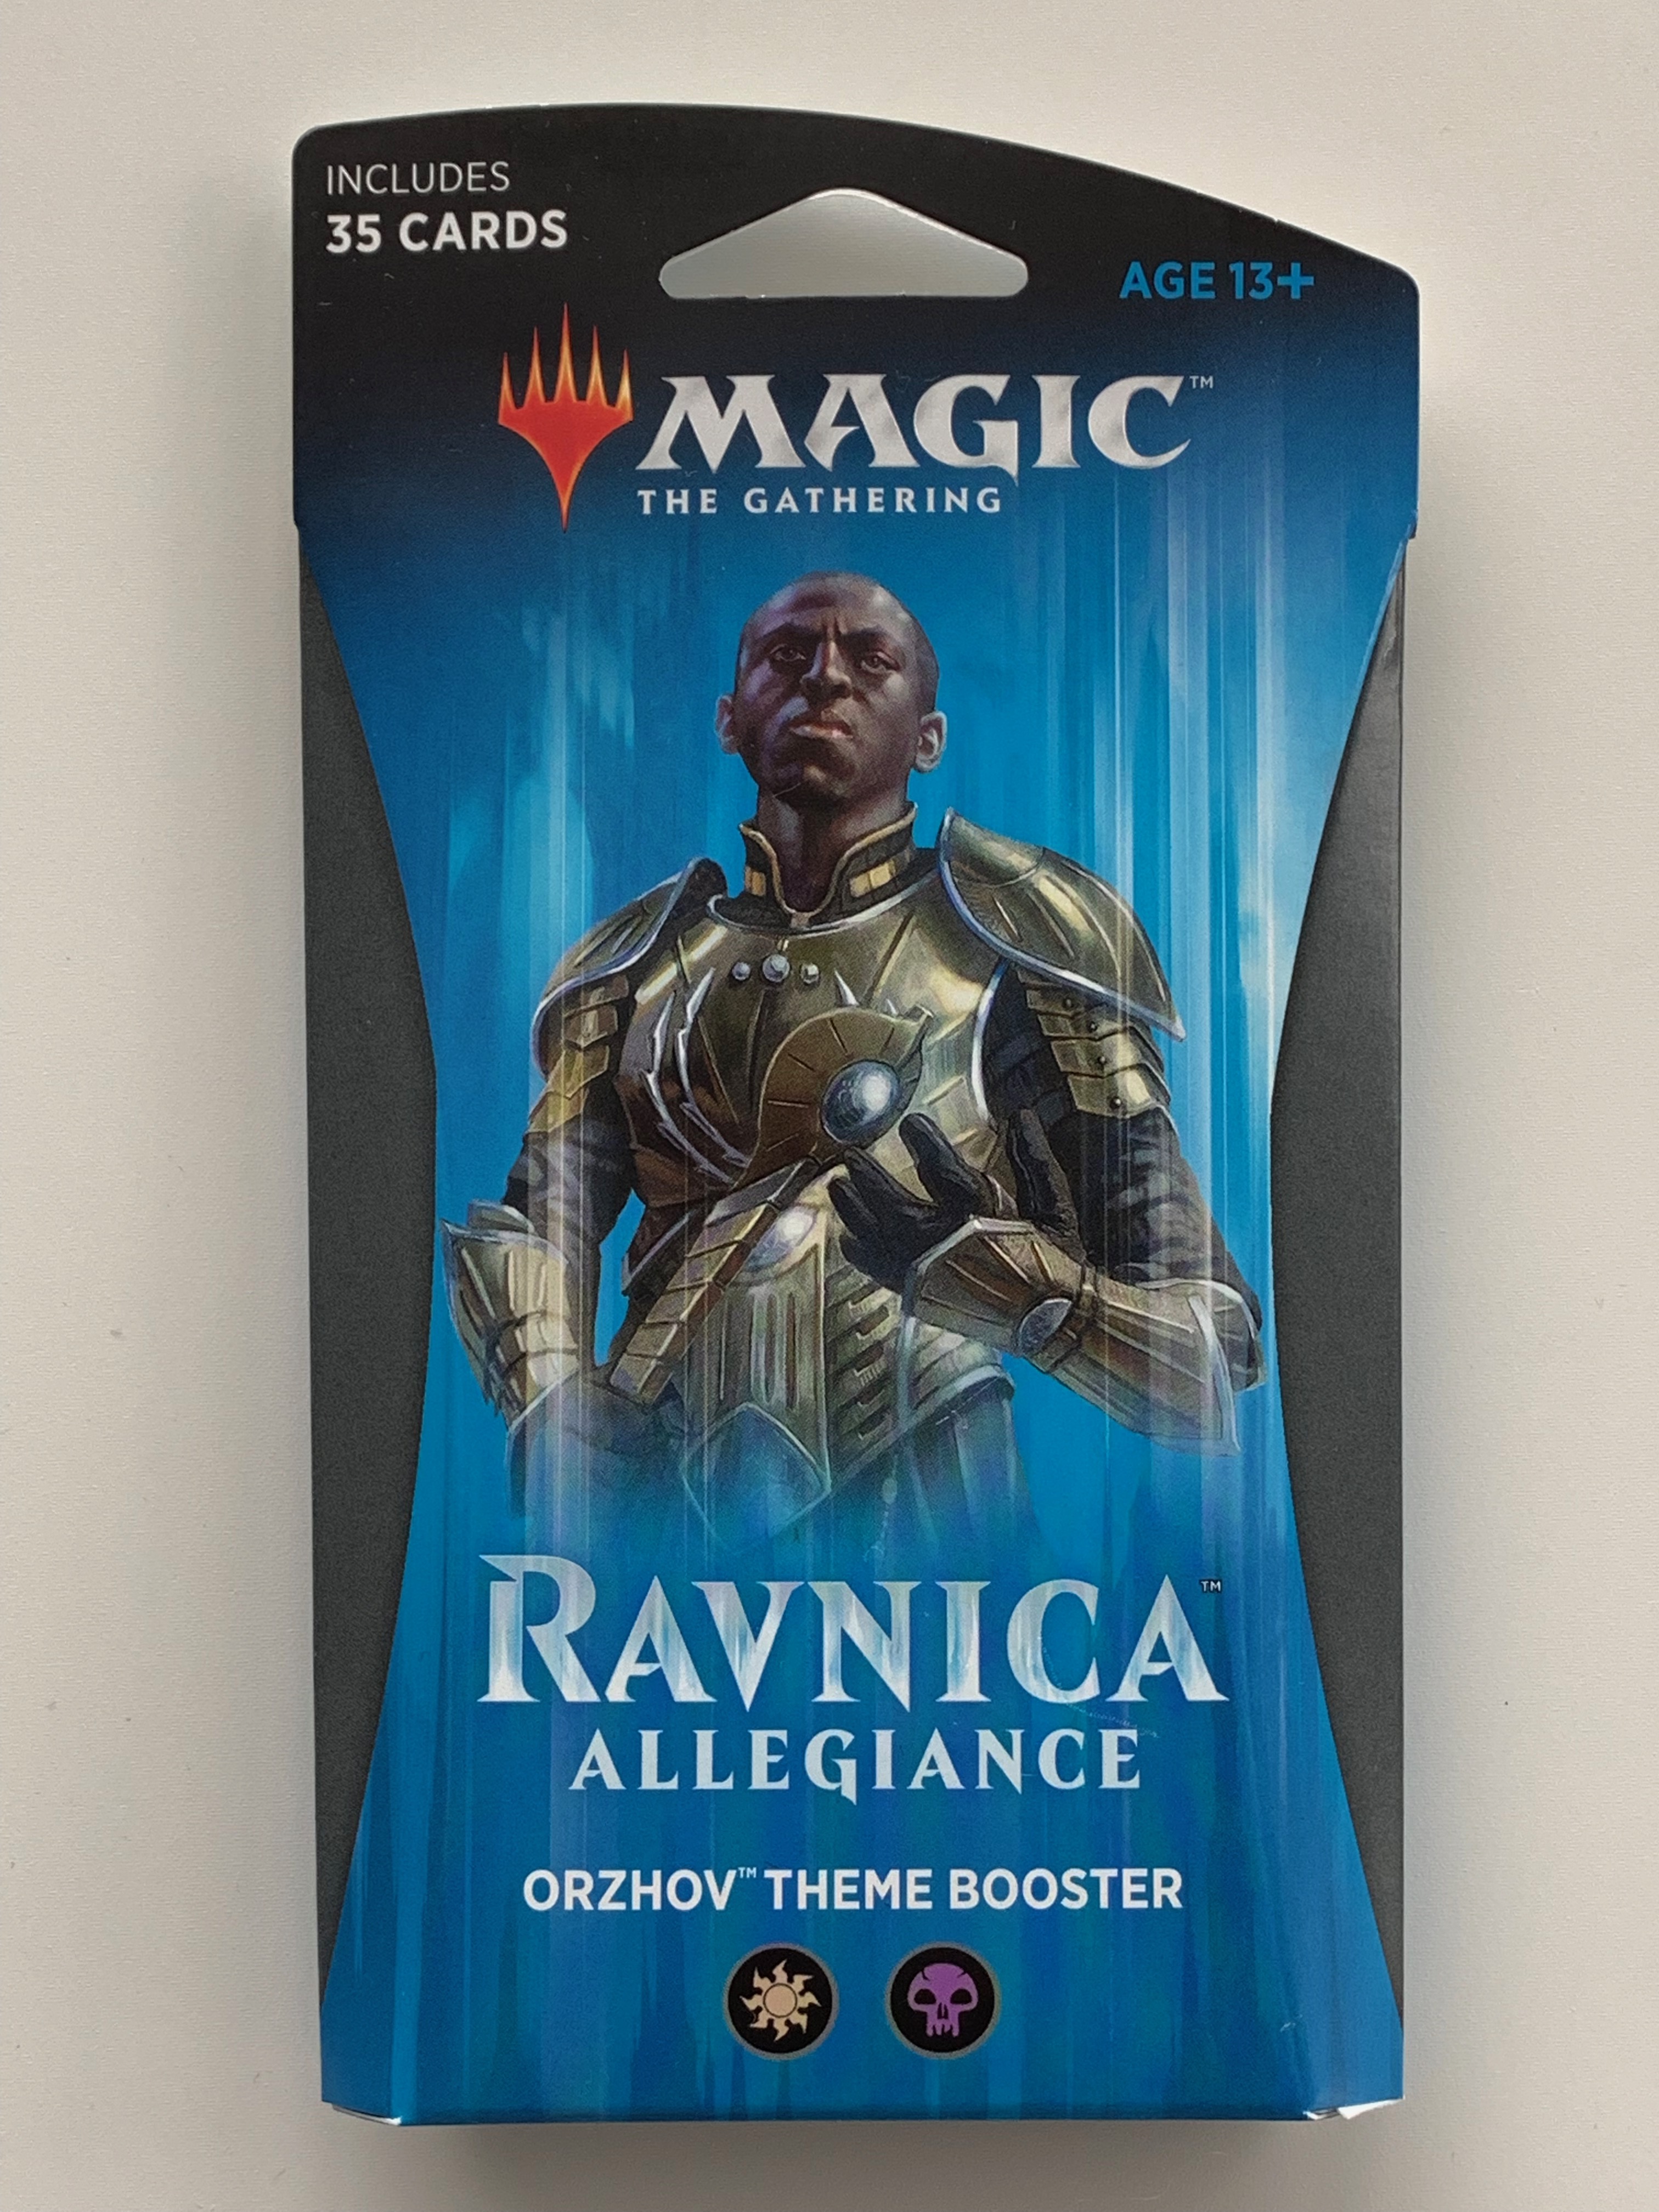 INCLUDES
35 CARDS
AGE 13+
MAGIC™
THE GATHERING
RAVNICA™
ALLEGIANCE
ORZHOV™ THEME BOOSTER